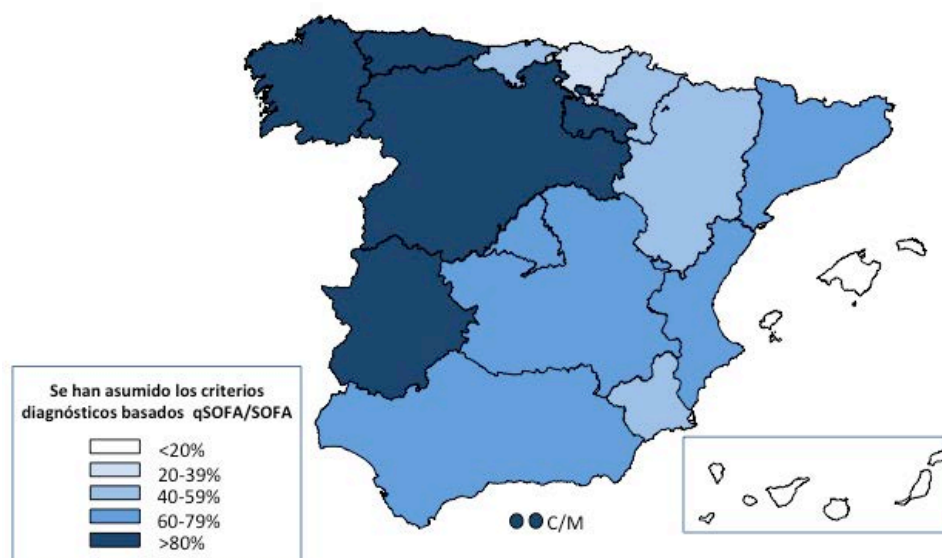 Se han asumido los criterios
diagnósticos basados qSOFA/SOFA
<20%
20-39%
40-59%
60-79%
>80%
C/M